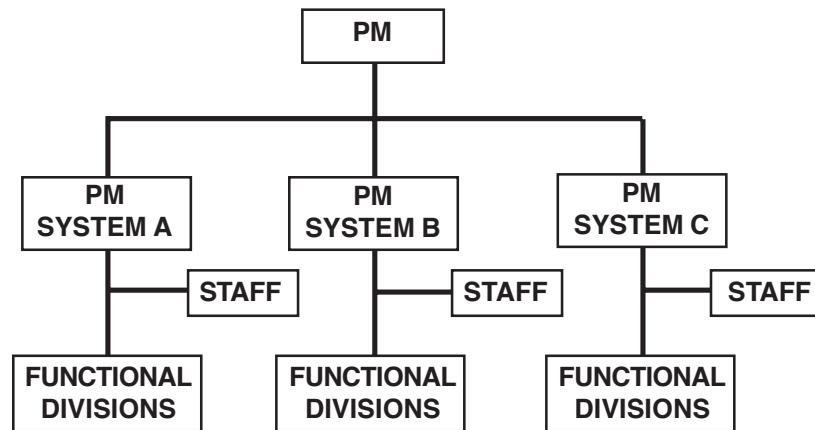 PM
PM
SYSTEM A
PM
SYSTEM B
PM
SYSTEM C
STAFF
STAFF
STAFF
FUNCTIONAL
DIVISIONS
FUNCTIONAL
DIVISIONS
FUNCTIONAL
DIVISIONS